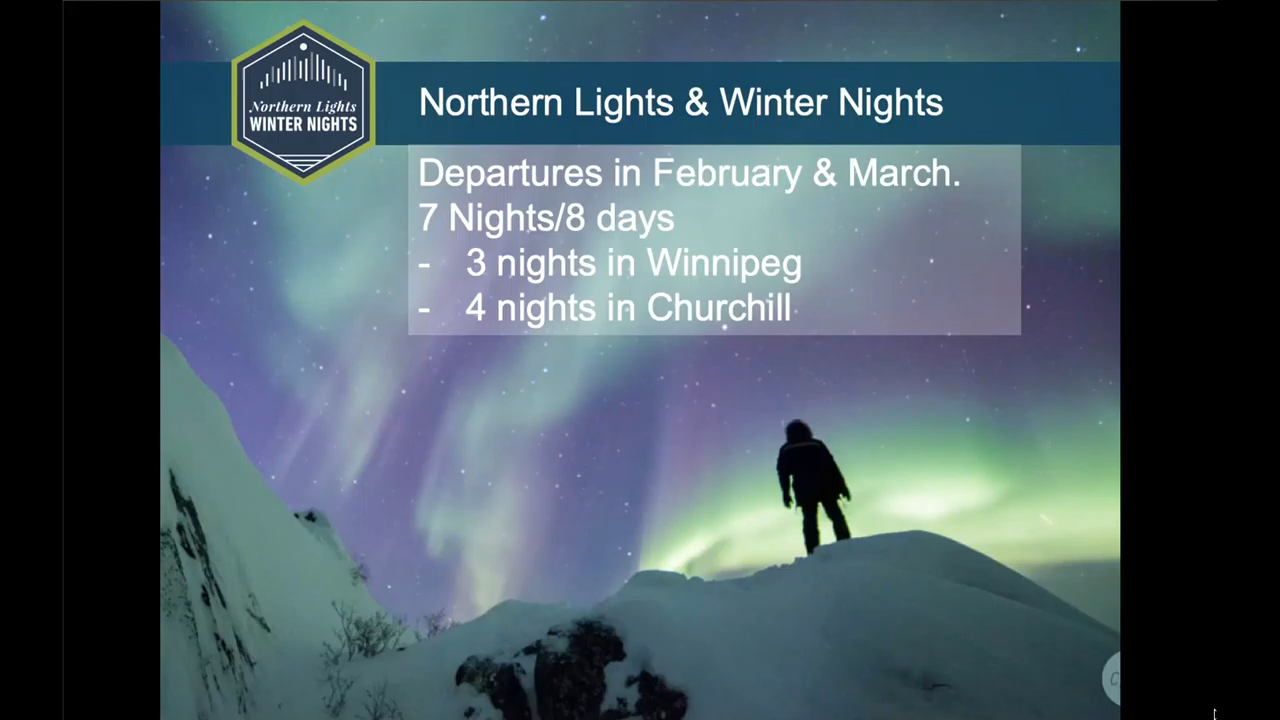 Northern Lights
WINTER NIGHTS
Northern Lights & Winter Nights
Departures in February & March.
7 Nights/8 days
- 3 nights in Winnipeg
- 4 nights in Churchill